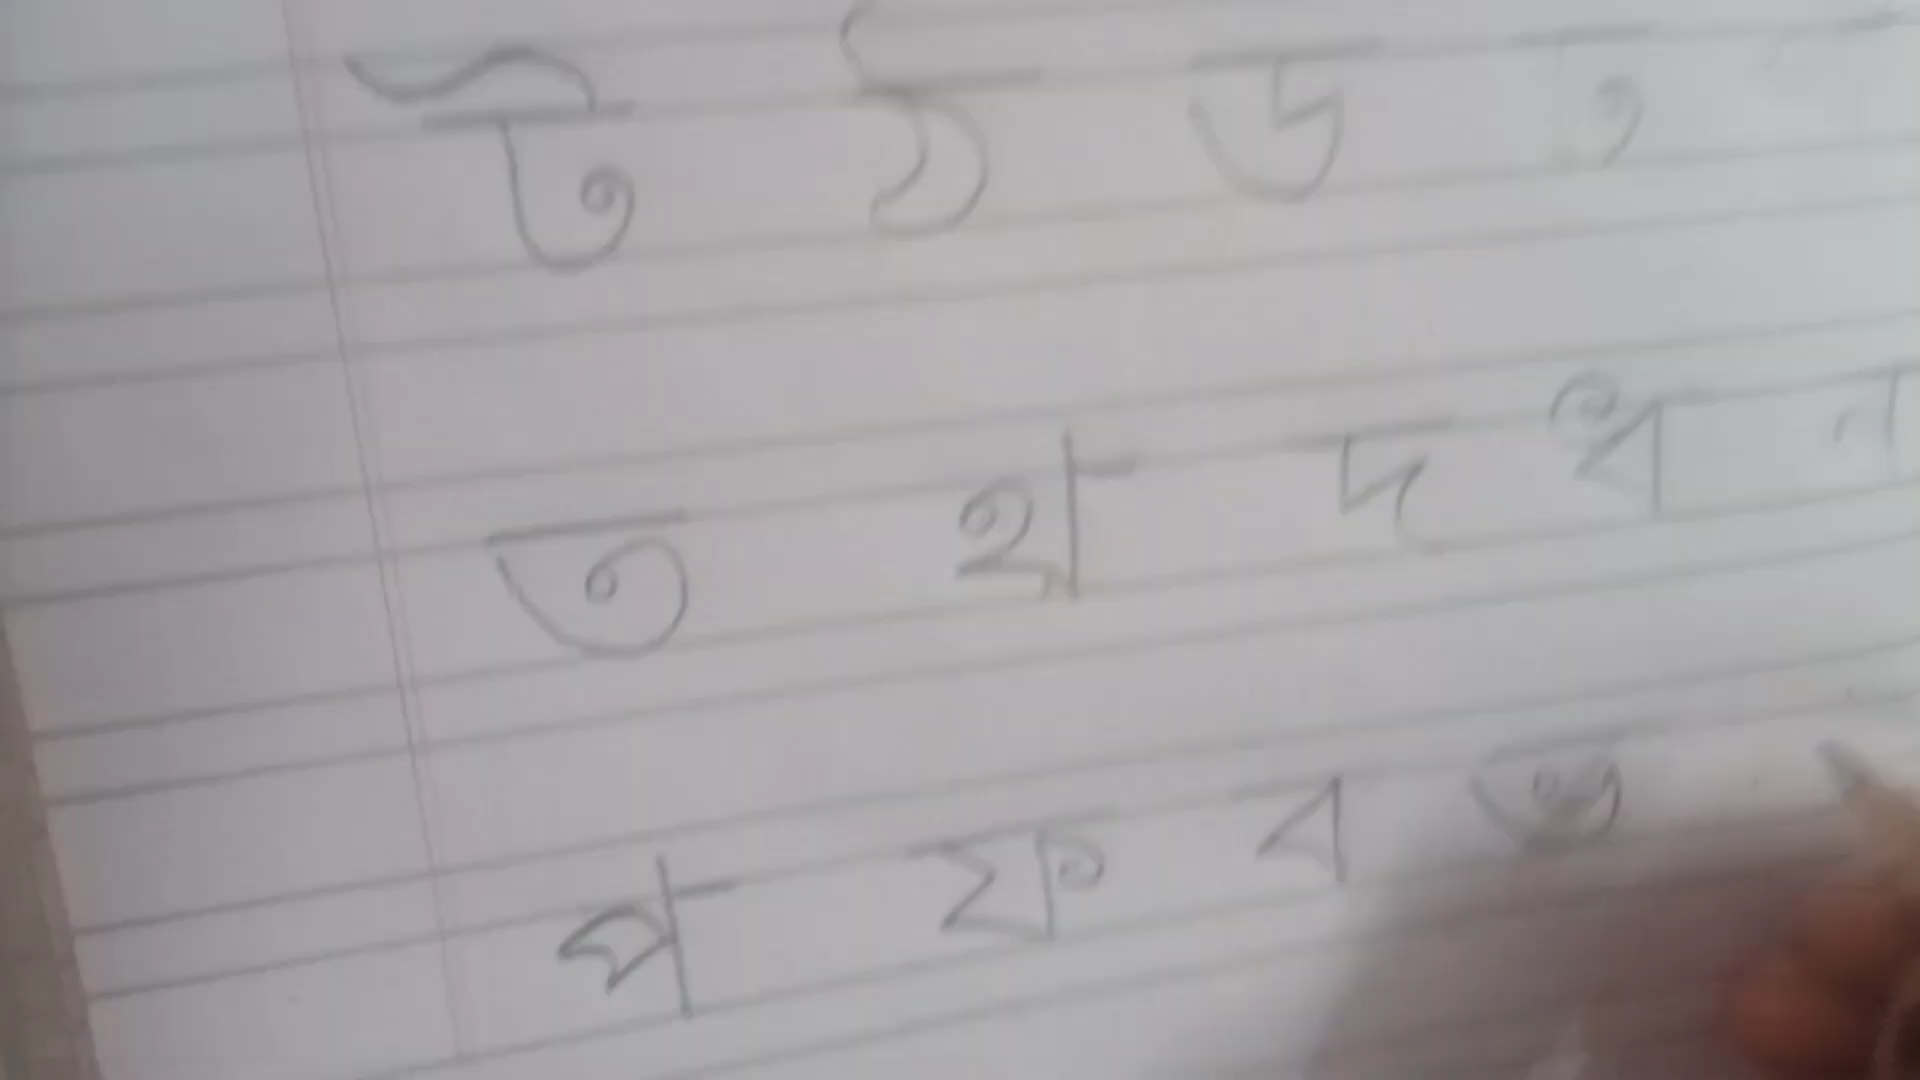 ট ঠ ড
ত থ দ ধ
প ফ ব ভ